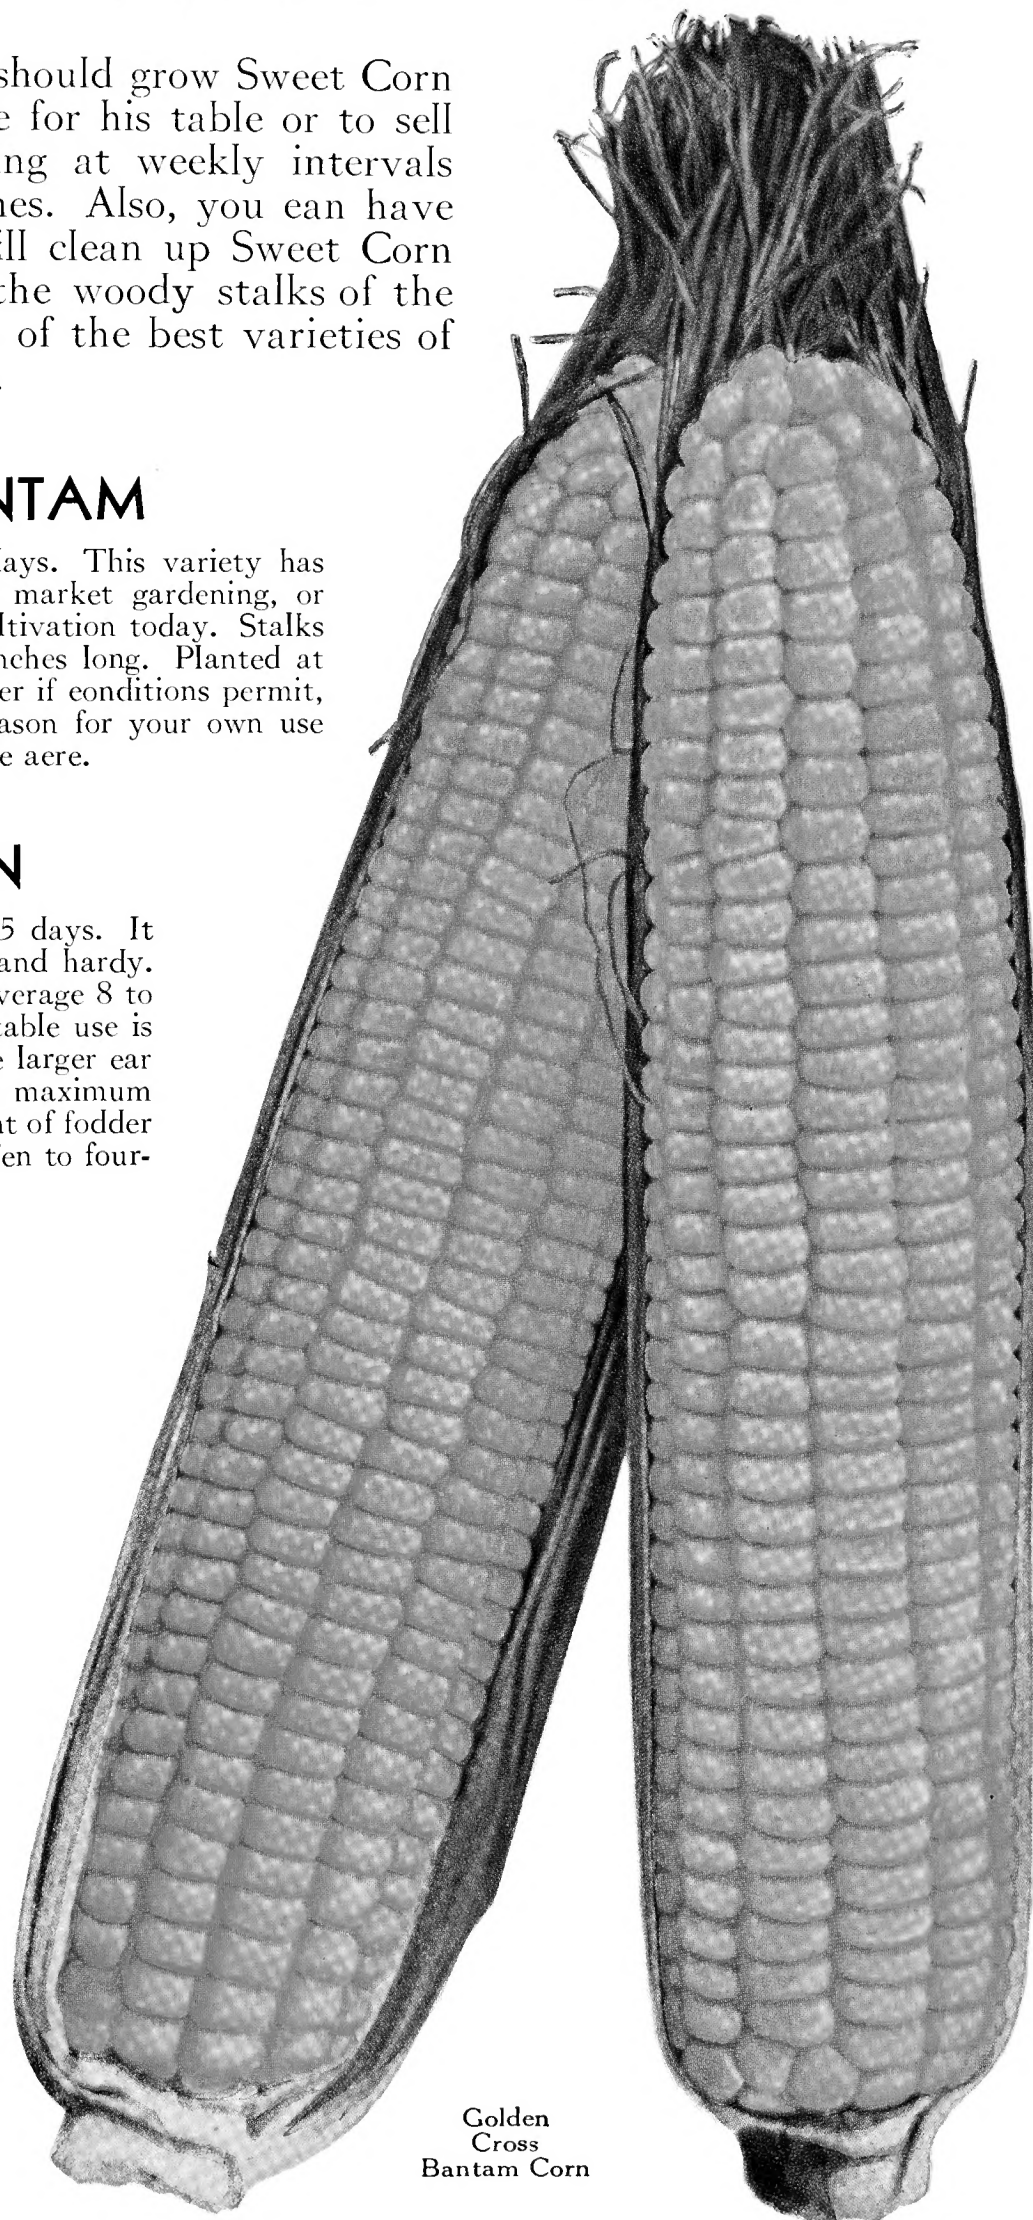 should grow Sweet Corn
e for his table or to sell
ng at weekly intervals
nes. Also, you ean have
ill clean up Sweet Corn
the woody stalks of the
of the best varieties of
.
NTAM
lays. This variety has
market gardening, or
ltivation today. Stalks
nches long. Planted at
er if eonditions permit,
ason for your own use
e aere.
N
5 days. It
and hardy.
verage 8 to
table use is
e larger ear
maximum
nt of fodder
en to four-
Golden
Cross
Bantam Corn